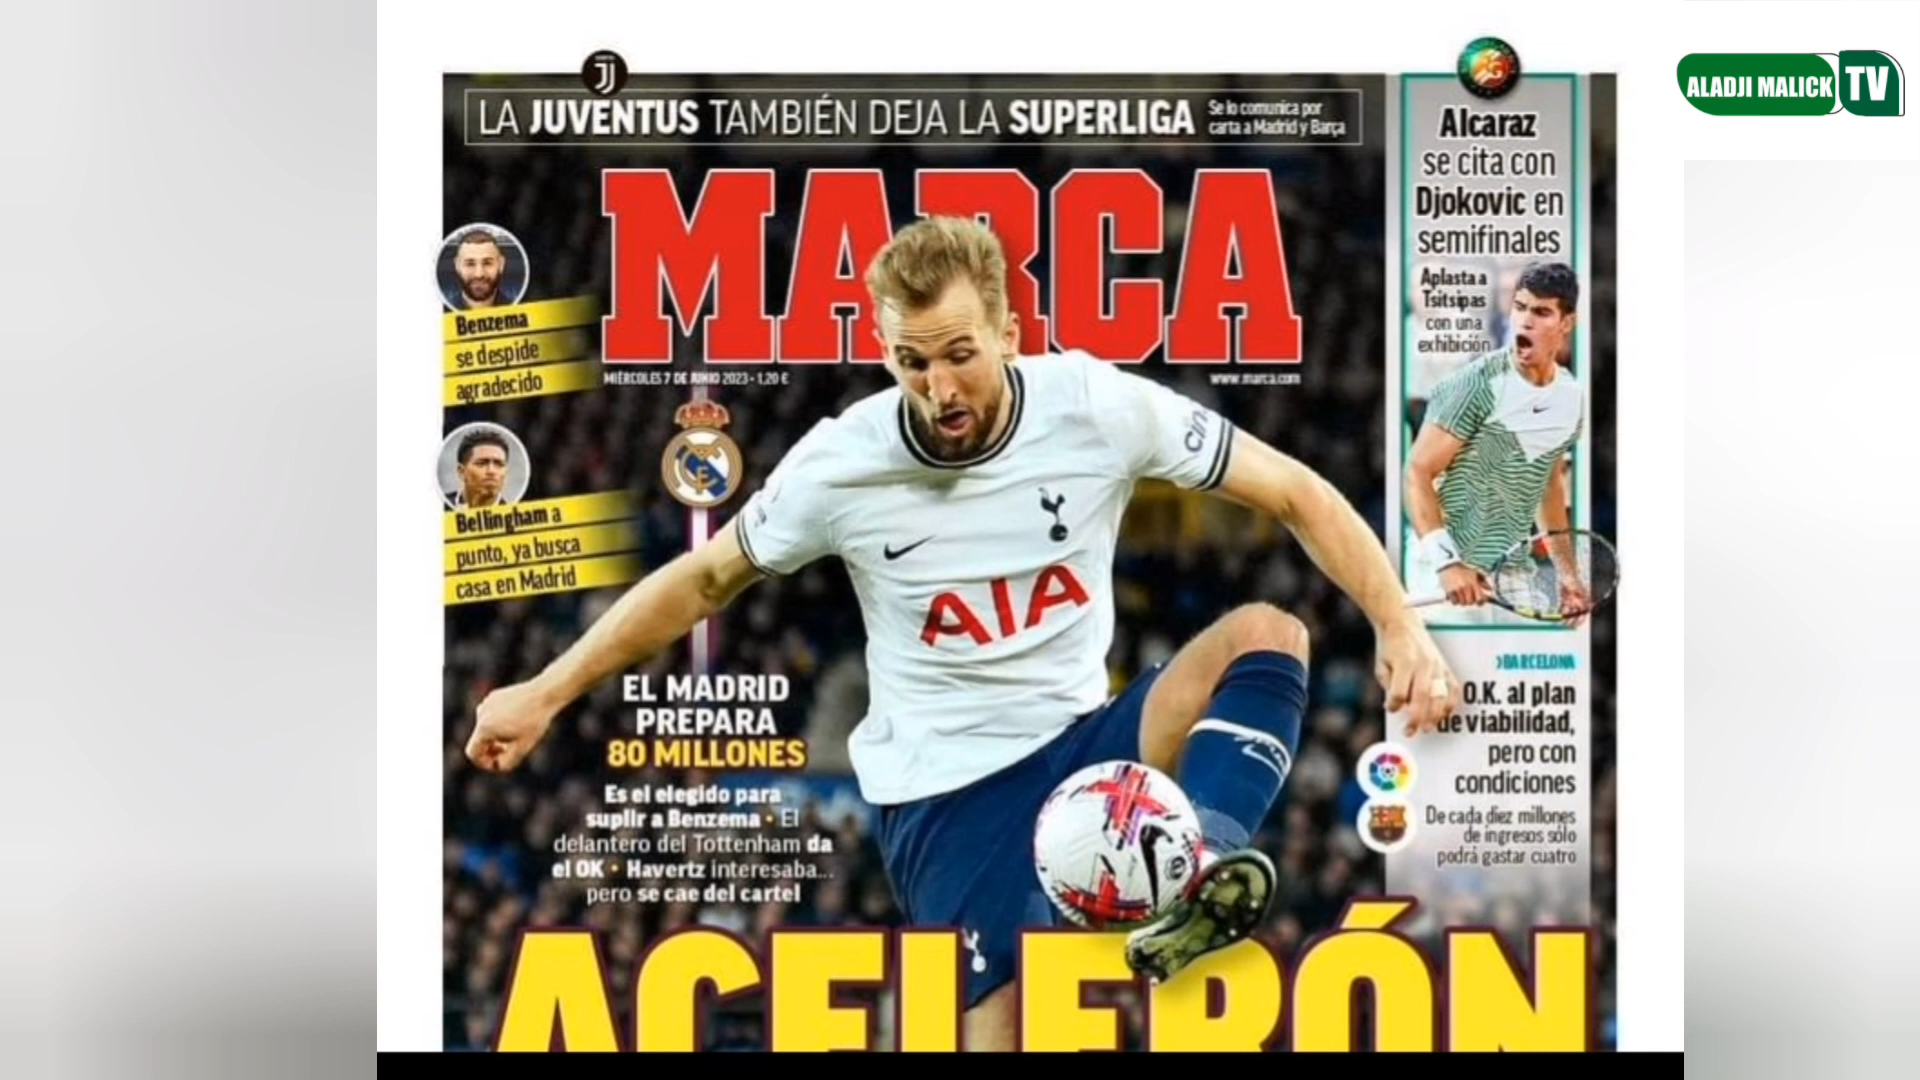 ALADJI MALICK TV
LA JUVENTUS TAMBIÉN DEJA LA SUPERLIGA
Se lo comunica por
carta a Madrid y Barça
MARCA
MIÉRCOLES 7 DE JUNIO 2023 • 1,20 €
www.marca.com
Benzema
se despide
agradecido
Bellingham a
punto, ya busca
casa en Madrid
Alcaraz
se cita con
Djokovic en
semifinales
Aplasta a
Tsitsipas
con una
exhibición
cin
AIA
EL MADRID
PREPARA
80 MILLONES
Es el elegido para
suplir a Benzema • El
delantero del Tottenham da
el OK • Havertz interesaba...
pero se cae del cartel
>BARCELONA
O.K. al plan
de viabilidad,
pero con
condiciones
De cada diez millones
de ingresos sólo
podrá gastar cuatro
ACELERÓN